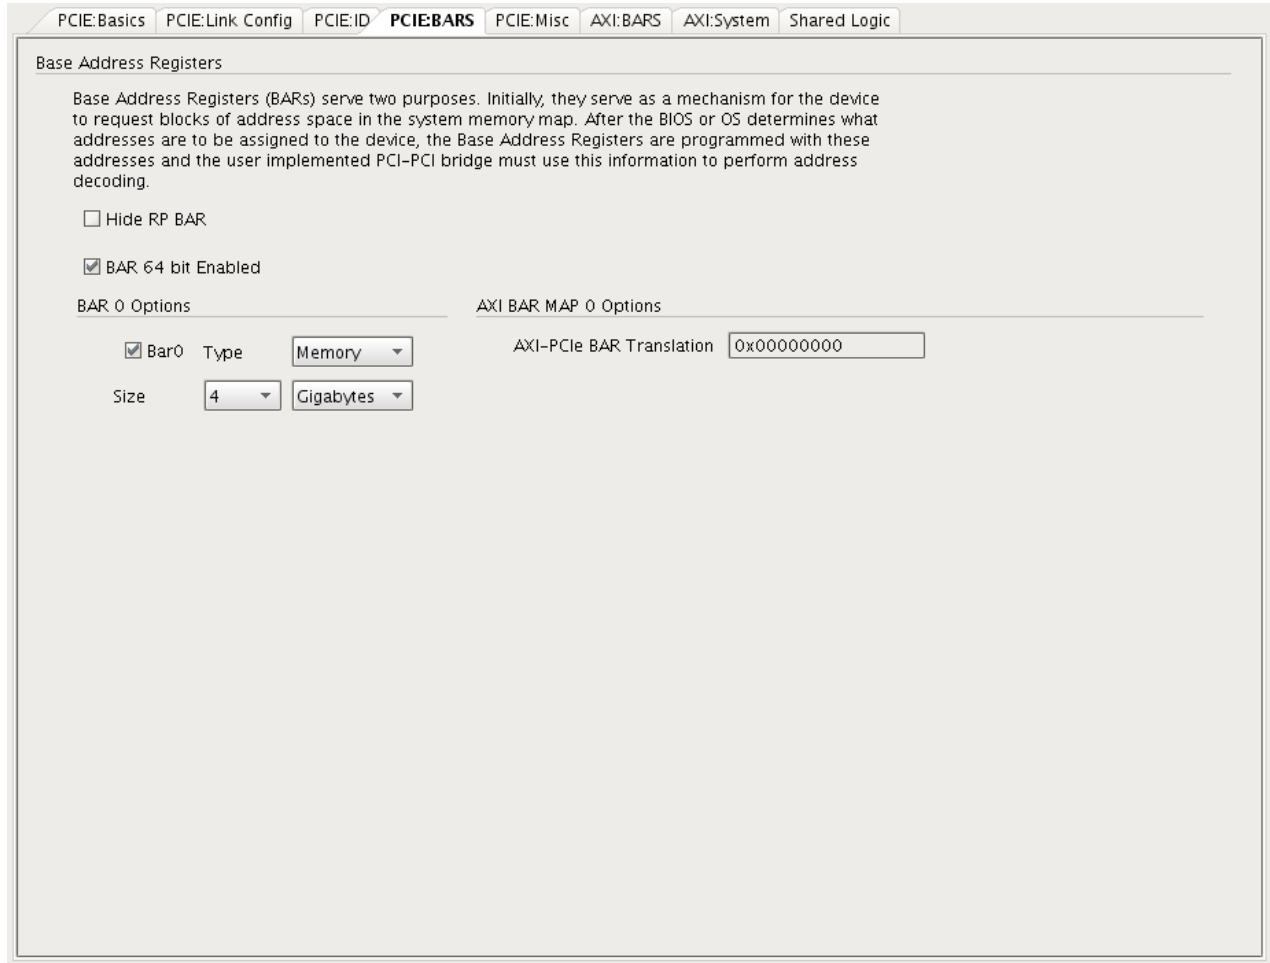 PCIE:Basics PCIE:Link Config PCIE:ID PCIE:BARS PCIE:Misc AXI:BARS AXI:System Shared Logic
Base Address Registers
Base Address Registers (BARs) serve two purposes. Initially, they serve as a mechanism for the device
to request blocks of address space in the system memory map. After the BIOS or OS determines what
addresses are to be assigned to the device, the Base Address Registers are programmed with these
addresses and the user implemented PCI-PCI bridge must use this information to perform address
decoding.
Hide RP BAR
BAR 64 bit Enabled
BAR 0 Options AXI BAR MAP 0 Options
Bar0 Type Memory AXI-PCIe BAR Translation 0x00000000
Size 4 Gigabytes